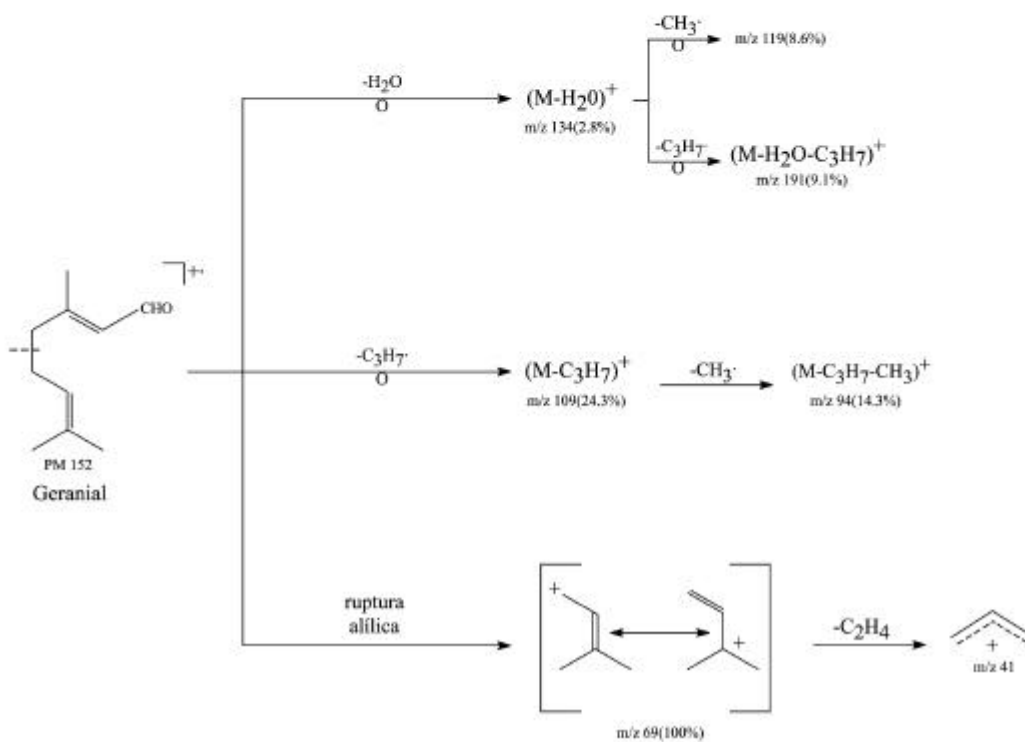 -CH3·
O
m/z 119(8.6%)
-H2O
O
(M-H20)+
m/z 134(2.8%)
-C3H7·
O
(M-H2O-C3H7)+
m/z 191(9.1%)
+·
CHO
PM 152
Geranial
-C3H7·
O
(M-C3H7)+
m/z 109(24.3%)
-CH3·
(M-C3H7-CH3)+
m/z 94(14.3%)
ruptura
alílica
+
+
m/z 69(100%)
-C2H4
+
m/z 41